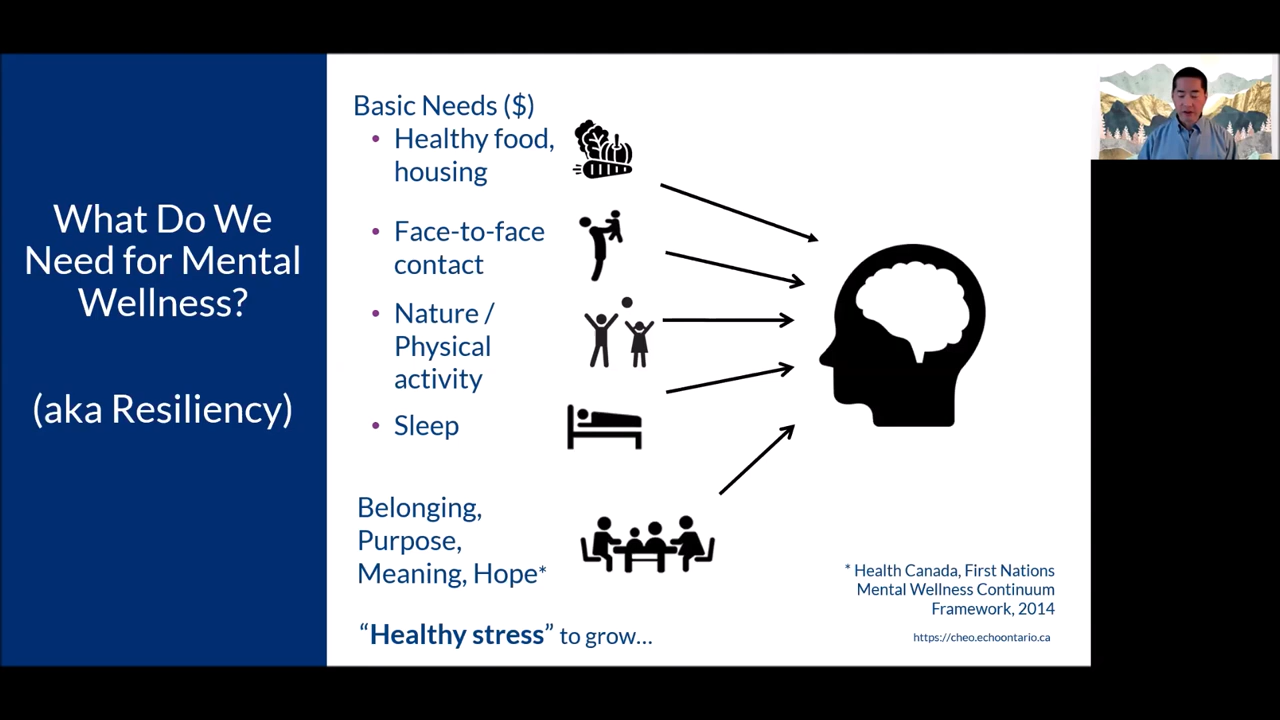 What Do We
Need for Mental
Wellness?
(aka Resiliency)
Basic Needs ($)
• Healthy food,
housing
• Face-to-face
contact
• Nature /
Physical
activity
• Sleep
Belonging,
Purpose,
Meaning, Hope*
“Healthy stress” to grow...
* Health Canada, First Nations
Mental Wellness Continuum
Framework, 2014
https://cheo.echoontario.ca